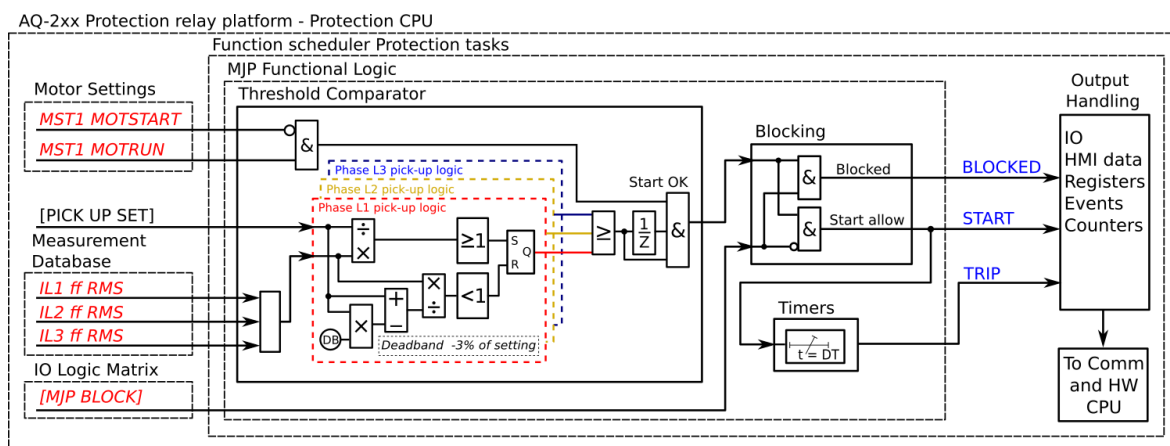 AQ-2xx Protection relay platform - Protection CPU
Function scheduler Protection tasks
MJP Functional Logic
Threshold Comparator
Motor Settings
MST1 MOTSTART
MST1 MOTRUN
&
[PICK UP SET]
Measurement
Database
IL1 ff RMS
IL2 ff RMS
IL3 ff RMS
IO Logic Matrix
[MJP BLOCK]
Phase L3 pick-up logic
Phase L2 pick-up logic
Phase L1 pick-up logic
÷
×
≥1
S
Q
R
×
÷
<1
+
−
×
DB
Deadband -3% of setting
≥
1
Z
Start OK
&
Blocking
&
Blocked
&
Start allow
Timers
t = DT
BLOCKED
START
TRIP
Output
Handling
IO
HMI data
Registers
Events
Counters
To Comm
and HW
CPU